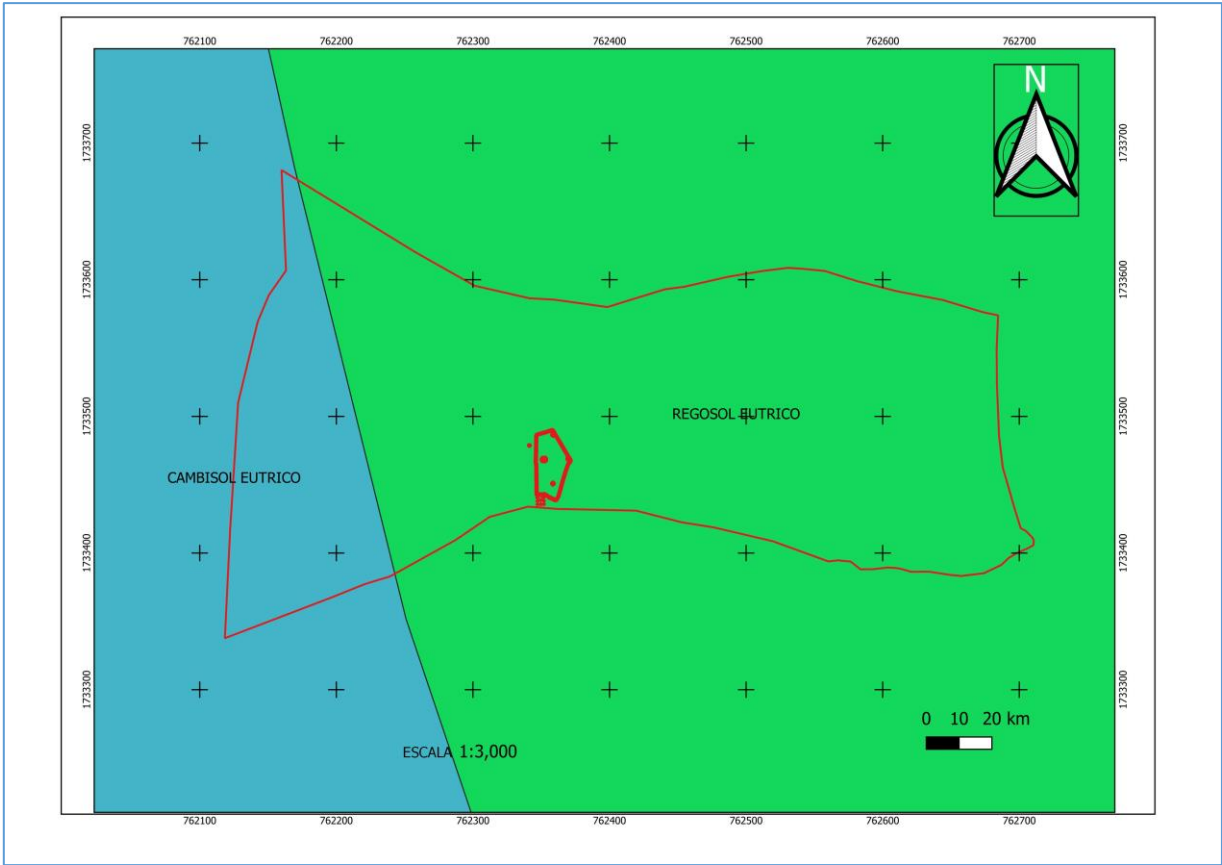 762100 762200 762300 762400 762500 762600 762700
N
1733700 1733700
1733600 1733600
1733500 1733500
REGOSOL EUTRICO
CAMBISOL EUTRICO
1733400 1733400
1733300 1733300
0 10 20 km
ESCALA 1:3,000
762100 762200 762300 762400 762500 762600 762700